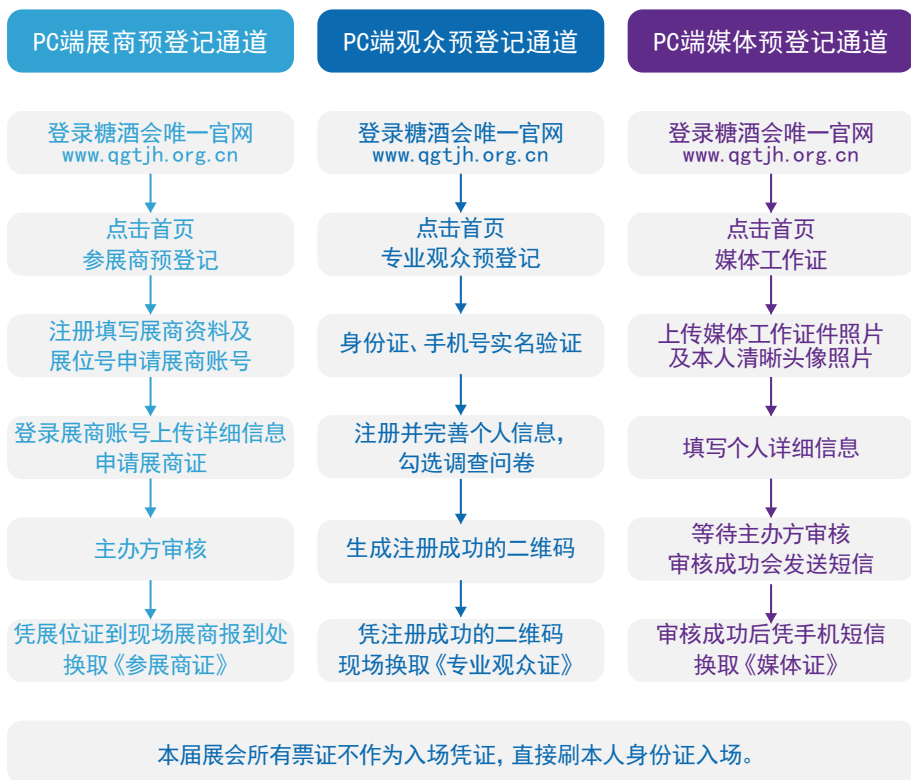 PC端展商预登记通道
登录糖酒会唯一官网
www.qgtjh.org.cn
点击首页
参展商预登记
注册填写展商资料及
展位号申请展商账号
登录展商账号上传详细信息
申请展商证
主办方审核
凭展位证到现场展商报到处
换取《参展商证》
PC端观众预登记通道
登录糖酒会唯一官网
www.qgtjh.org.cn
点击首页
专业观众预登记
身份证、手机号实名验证
注册并完善个人信息，
勾选调查问卷
生成注册成功的二维码
凭注册成功的二维码
现场换取《专业观众证》
PC端媒体预登记通道
登录糖酒会唯一官网
www.qgtjh.org.cn
点击首页
媒体工作证
上传媒体工作证件照片
及本人清晰头像照片
填写个人详细信息
等待主办方审核
审核成功会发送短信
审核成功后凭手机短信
换取《媒体证》
本届展会所有票证不作为入场凭证，直接刷本人身份证入场。